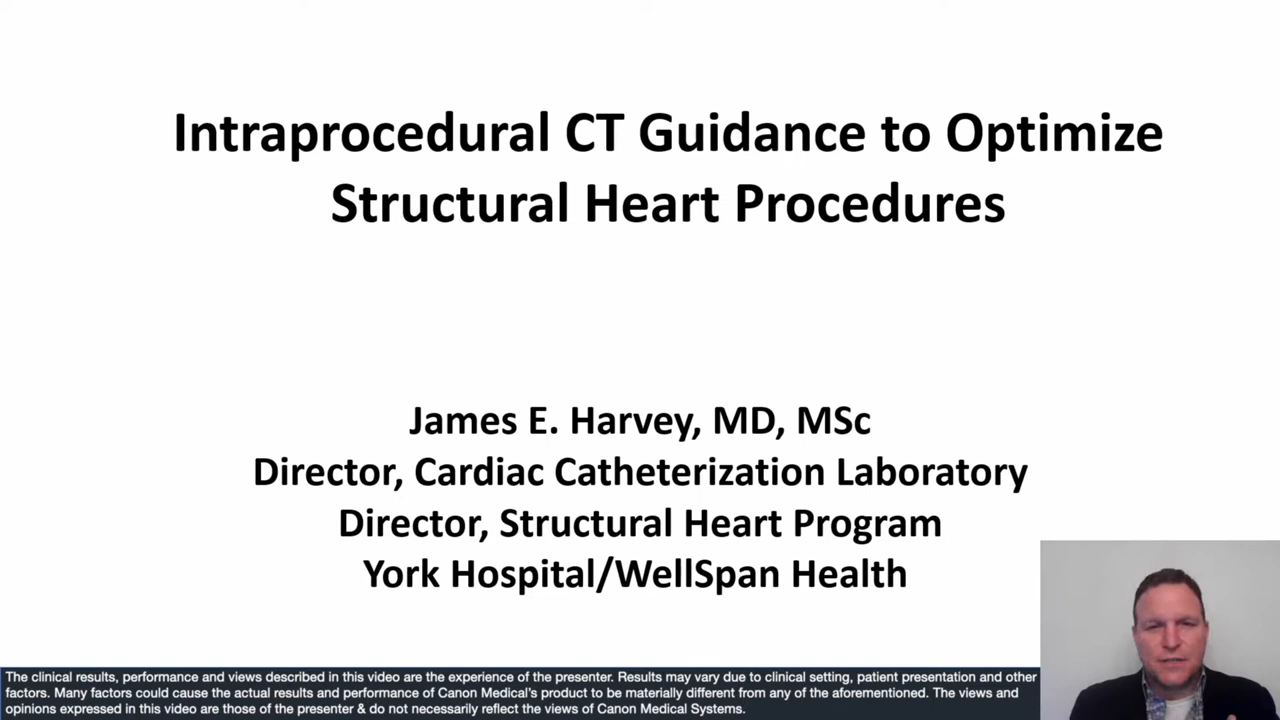 Intraprocedural CT Guidance to Optimize
Structural Heart Procedures
James E. Harvey, MD, MSc
Director, Cardiac Catheterization Laboratory
Director, Structural Heart Program
York Hospital/WellSpan Health
The clinical results, performance and views described in this video are the experience of the presenter. Results may vary due to clinical setting, patient presentation and other
factors. Many factors could cause the actual results and performance of Canon Medical's product to be materially different from any of the aforementioned. The views and
opinions expressed in this video are those of the presenter & do not necessarily reflect the views of Canon Medical Systems.